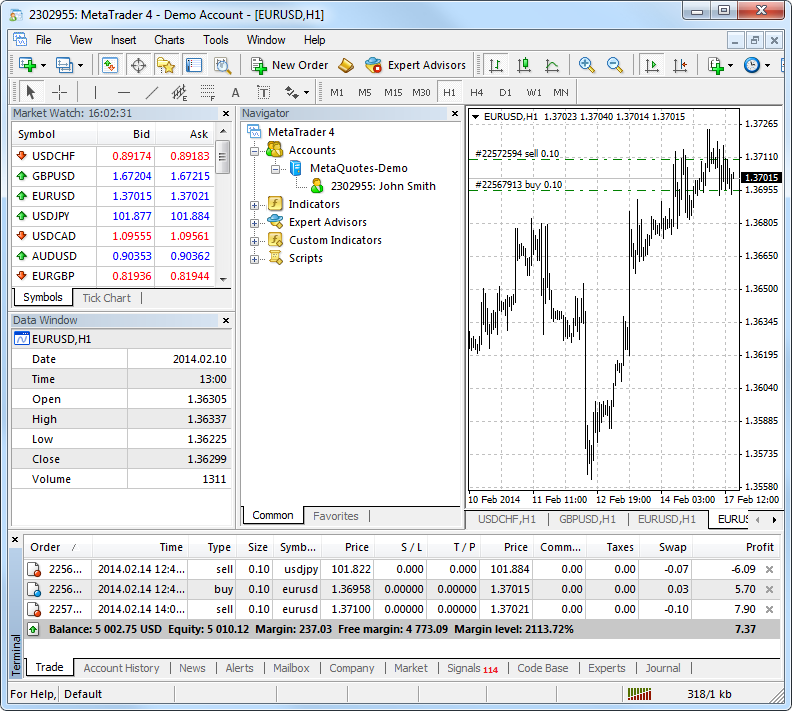 2302955: MetaTrader 4 - Demo Account - [EURUSD,H1]
File View Insert Charts Tools Window Help
New Order Expert Advisors
A T M1 M5 M15 M30 H1 H4 D1 W1 MN
Market Watch: 16:02:31
Symbol Bid Ask
USDCHF 0.89174 0.89183
GBPUSD 1.67204 1.67215
EURUSD 1.37015 1.37021
USDJPY 101.877 101.884
USDCAD 1.09555 1.09561
AUDUSD 0.90353 0.90362
EURGBP 0.81936 0.81944
Symbols Tick Chart
Data Window
EURUSD,H1
Date 2014.02.10
Time 13:00
Open 1.36305
High 1.36337
Low 1.36225
Close 1.36299
Volume 1311
Navigator
MetaTrader 4
Accounts
MetaQuotes-Demo
2302955: John Smith
Indicators
Expert Advisors
Custom Indicators
Scripts
Common Favorites
EURUSD,H1 1.37023 1.37040 1.37014 1.37015
#22572594 sell 0.10
#22567913 buy 0.10
1.37265
1.37110
1.37015
1.36955
1.36805
1.36650
1.36500
1.36345
1.36195
1.36040
1.35885
1.35735
1.35580
10 Feb 2014 11 Feb 11:00 12 Feb 19:00 14 Feb 03:00 17 Feb 12:00
USDCHF,H1 GBPUSD,H1 EURUSD,H1 EURUS
Terminal
Order / Time Type Size Symb... Price S / L T / P Price Comm... Taxes Swap Profit
2256... 2014.02.14 12:4... sell 0.10 usdjpy 101.822 0.000 0.000 101.884 0.00 0.00 -0.07 -6.09
2256... 2014.02.14 12:4... buy 0.10 eurusd 1.36958 0.00000 0.00000 1.37015 0.00 0.00 0.03 5.70
2257... 2014.02.14 14:0... sell 0.10 eurusd 1.37100 0.00000 0.00000 1.37021 0.00 0.00 -0.10 7.90
Balance: 5 002.75 USD Equity: 5 010.12 Margin: 237.03 Free margin: 4 773.09 Margin level: 2113.72% 7.37
Trade Account History News Alerts Mailbox Company Market Signals 114 Code Base Experts Journal
For Help, Default 318/1 kb